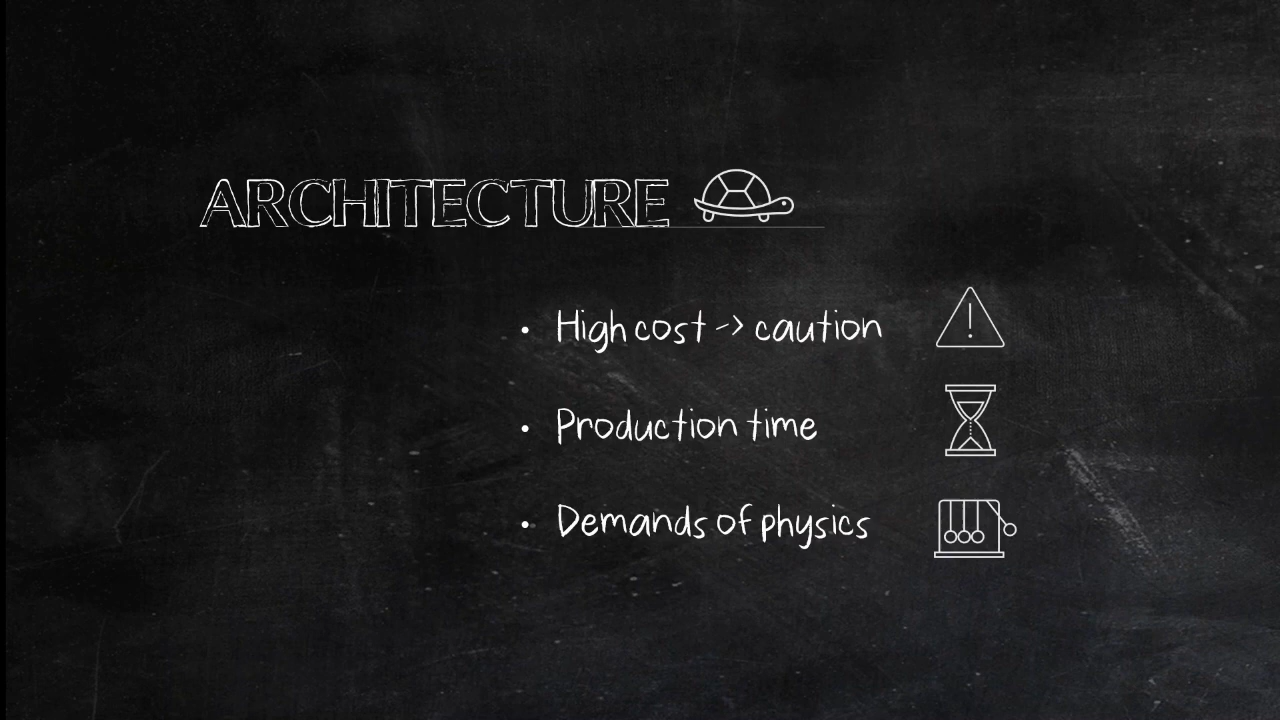 ARCHITECTURE
• High cost -> caution
• Production time
• Demands of physics